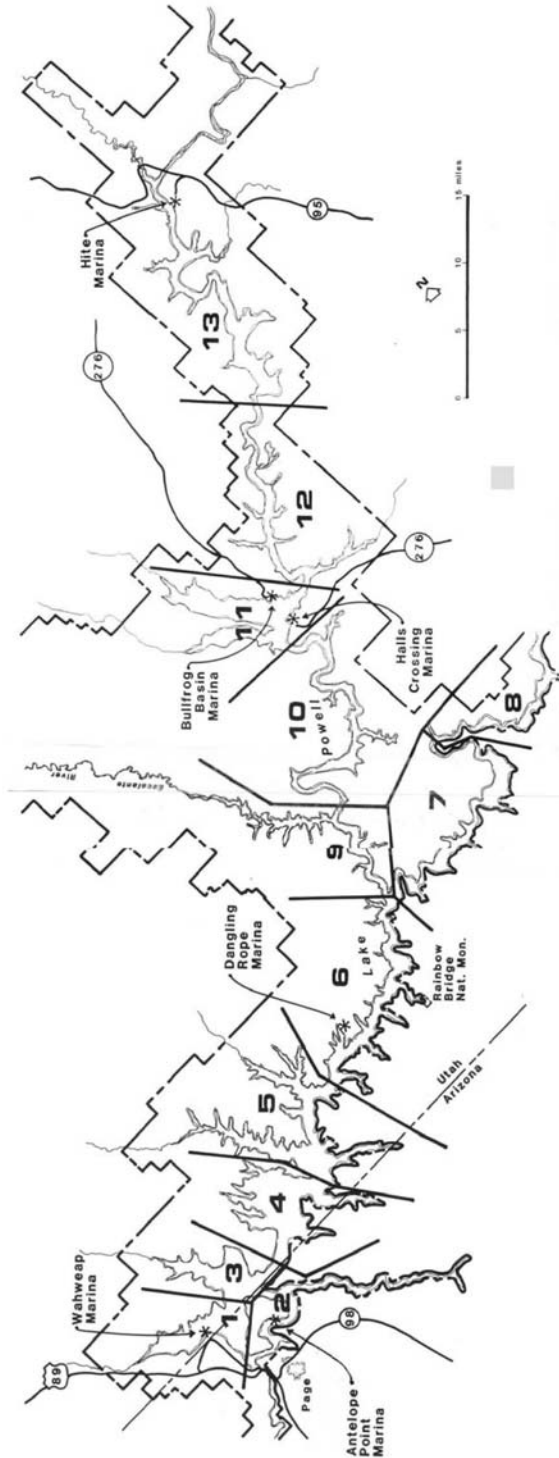 89
Wahweap
Marina
1
2
3
4
5
6
7
8
9
10
11
12
13
Page
98
Antelope
Point
Marina
Utah
Arizona
Dangling
Rope
Marina
Lake
Powell
Rainbow
Bridge
Nat. Mon.
Escalante
River
Bullfrog
Basin
Marina
Halls
Crossing
Marina
276
276
Hite
Marina
95
N
0 5 10 15 miles